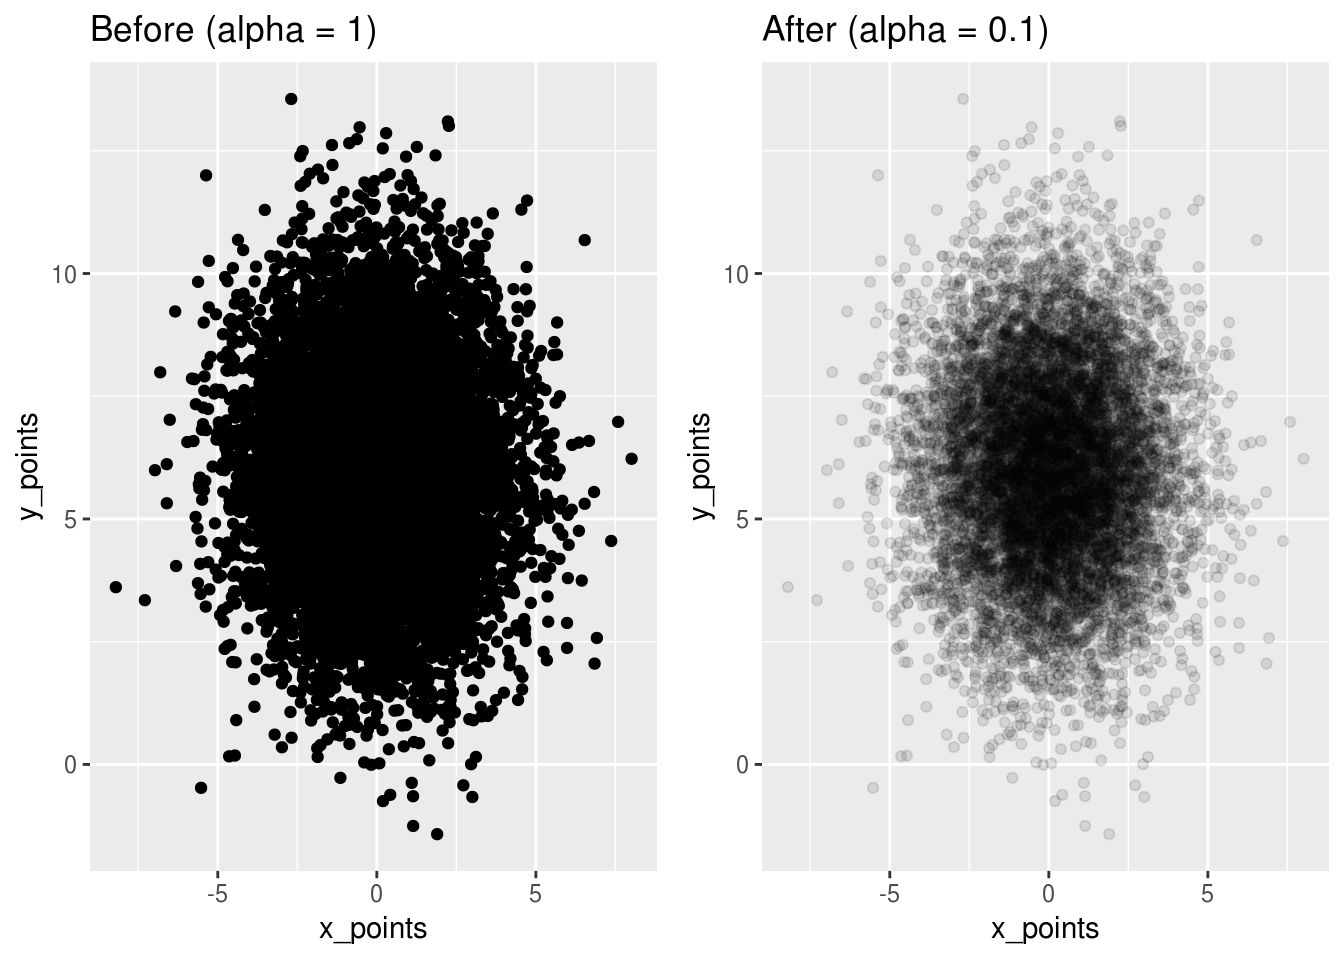 Before (alpha = 1)
y_points
10
5
0
-5 0 5
x_points
After (alpha = 0.1)
y_points
10
5
0
-5 0 5
x_points